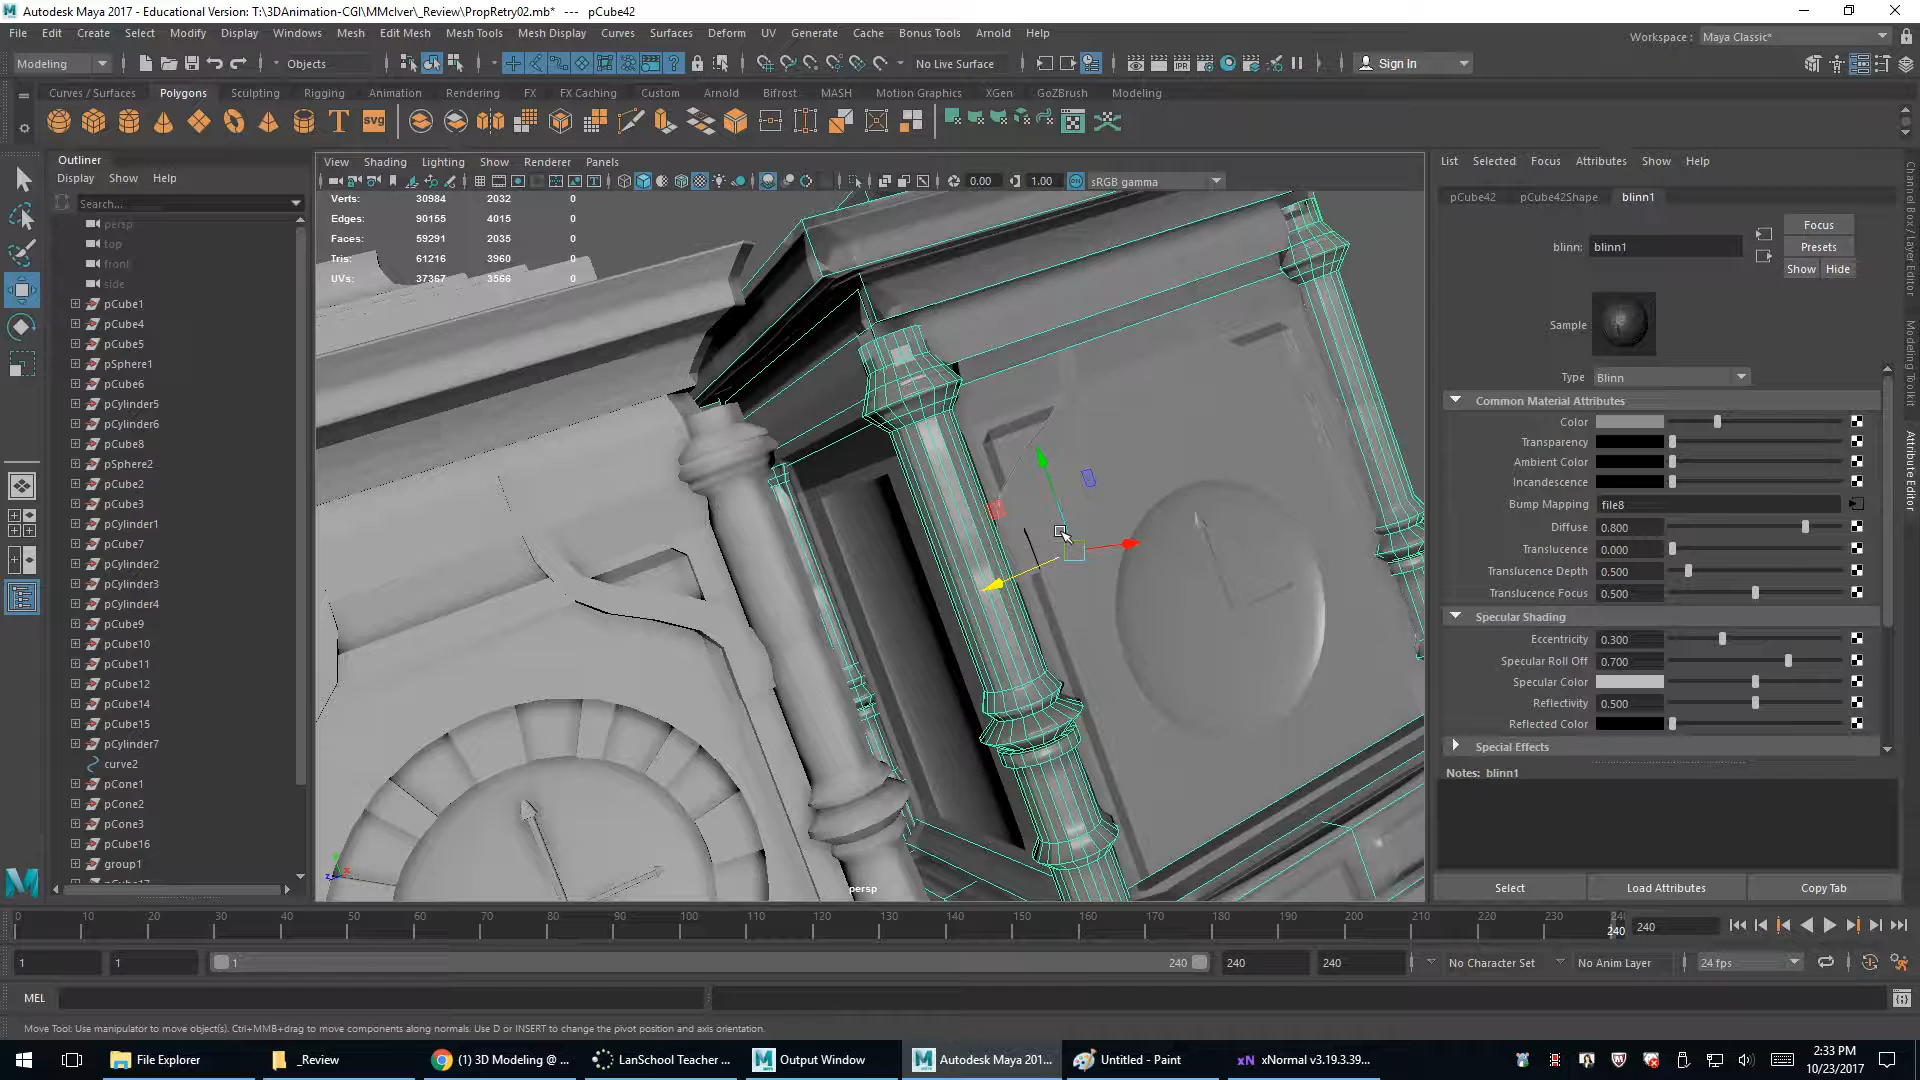 Autodesk Maya 2017 - Educational Version: T:\3DAnimation-CGI\MMcIver\_Review\PropRetry02.mb* --- pCube42
File Edit Create Select Modify Display Windows Mesh Edit Mesh Mesh Tools Mesh Display Curves Surfaces Deform UV Generate Cache Bonus Tools Arnold Help
Workspace : Maya Classic*
Modeling Objects No Live Surface Sign In
Curves / Surfaces Polygons Sculpting Rigging Animation Rendering FX FX Caching Custom Arnold Bifrost MASH Motion Graphics XGen GoZBrush Modeling
Outliner
Display Show Help
Search...
persp
top
front
side
pCube1
pCube4
pCube5
pSphere1
pCube6
pCylinder5
pCylinder6
pCube8
pSphere2
pCube2
pCube3
pCylinder1
pCube7
pCylinder2
pCylinder3
pCylinder4
pCube9
pCube10
pCube11
pCube12
pCube14
pCube15
pCylinder7
curve2
pCone1
pCone2
pCone3
pCube16
group1
View Shading Lighting Show Renderer Panels
0.00 1.00 sRGB gamma
Verts: 30984 2032 0
Edges: 90155 4015 0
Faces: 59291 2035 0
Tris: 61216 3960 0
UVs: 37367 3566 0
persp
List Selected Focus Attributes Show Help
pCube42 pCube42Shape blinn1
blinn: blinn1
Focus
Presets
Show Hide
Sample
Type Blinn
Common Material Attributes
Color
Transparency
Ambient Color
Incandescence
Bump Mapping file8
Diffuse 0.800
Translucence 0.000
Translucence Depth 0.500
Translucence Focus 0.500
Specular Shading
Eccentricity 0.300
Specular Roll Off 0.700
Specular Color
Reflectivity 0.500
Reflected Color
Special Effects
Notes: blinn1
Select Load Attributes Copy Tab
Channel Box / Layer Editor
Modeling Toolkit
Attribute Editor
0 10 20 30 40 50 60 70 80 90 100 110 120 130 140 150 160 170 180 190 200 210 220 230 240
240
1 1 1 240 240 240 No Character Set No Anim Layer 24 fps
MEL
Move Tool: Use manipulator to move object(s). Ctrl+MMB+drag to move components along normals. Use D or INSERT to change the pivot position and axis orientation.
File Explorer _Review (1) 3D Modeling @ ... LanSchool Teacher ... Output Window Autodesk Maya 201... Untitled - Paint xNormal v3.19.3.39...
2:33 PM
10/23/2017